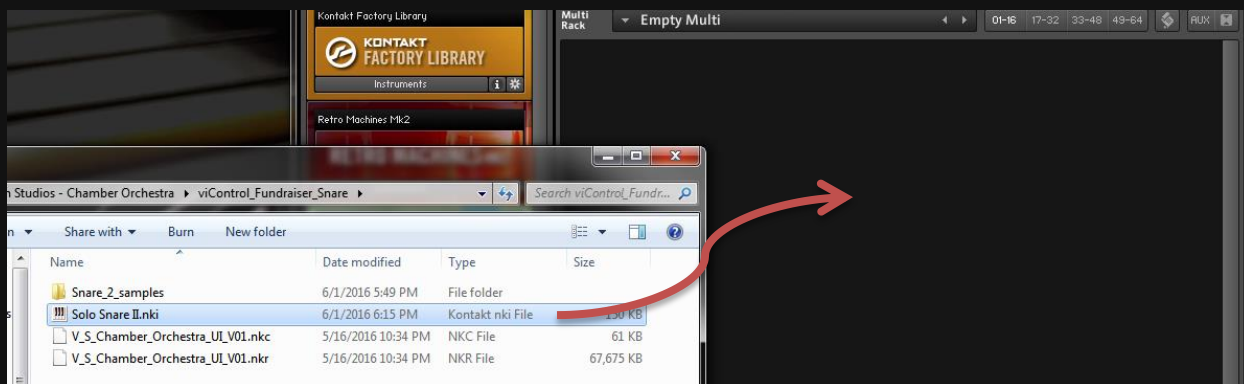 Kontakt Factory Library
KONTAKT
FACTORY LIBRARY
Instruments
i
Retro Machines Mk2
RETRO MACHINES MK2
Multi
Rack
Empty Multi
01-16 17-32 33-48 49-64
AUX
Studios - Chamber Orchestra viControl_Fundraiser_Snare
Search viControl_Fundr...
Share with Burn New folder
Name Date modified Type Size
Snare_2_samples 6/1/2016 5:49 PM File folder
Solo Snare II.nki 6/1/2016 6:15 PM Kontakt nki File KB
V_S_Chamber_Orchestra_UI_V01.nkc 5/16/2016 10:34 PM NKC File 61 KB
V_S_Chamber_Orchestra_UI_V01.nkr 5/16/2016 10:34 PM NKR File 67,675 KB